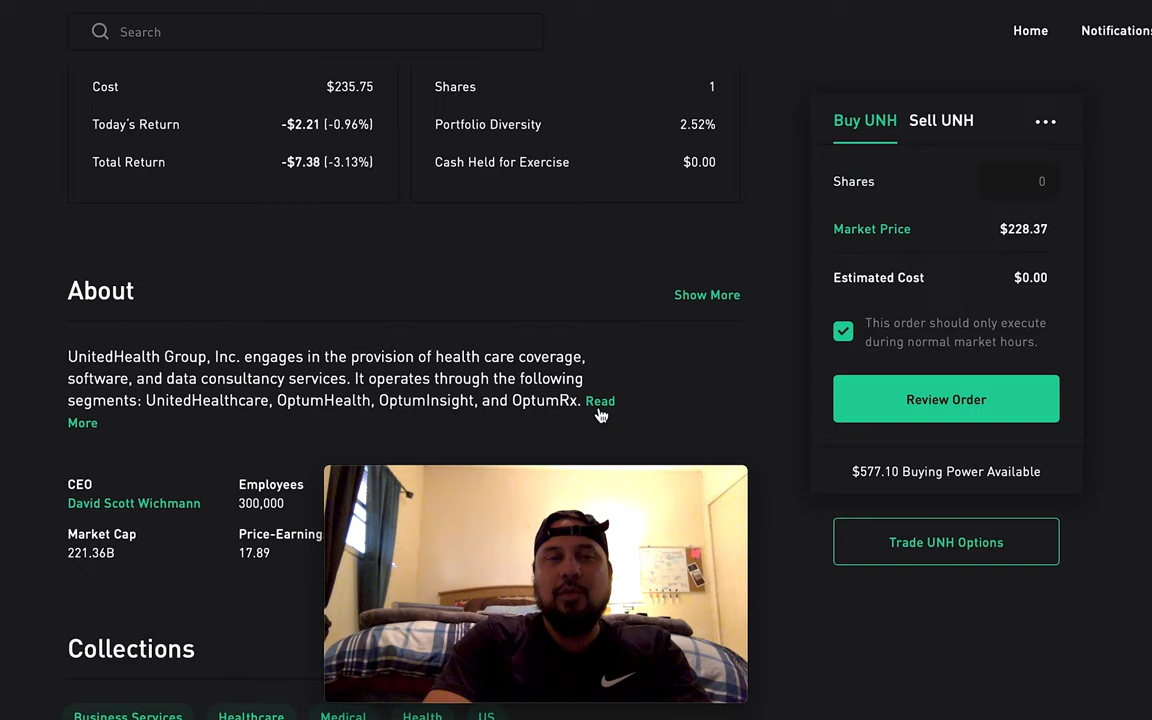 Search
Home
Notifications
Cost $235.75
Today's Return -$2.21 (-0.96%)
Total Return -$7.38 (-3.13%)
Shares 1
Portfolio Diversity 2.52%
Cash Held for Exercise $0.00
Buy UNH Sell UNH
Shares 0
Market Price $228.37
Estimated Cost $0.00
This order should only execute
during normal market hours.
Review Order
$577.10 Buying Power Available
Trade UNH Options
About
Show More
UnitedHealth Group, Inc. engages in the provision of health care coverage,
software, and data consultancy services. It operates through the following
segments: UnitedHealthcare, OptumHealth, OptumInsight, and OptumRx. Read
More
CEO
David Scott Wichmann
Employees
300,000
Market Cap
221.36B
Price-Earning
17.89
Collections
Business Services
Healthcare
Medical
Health
US